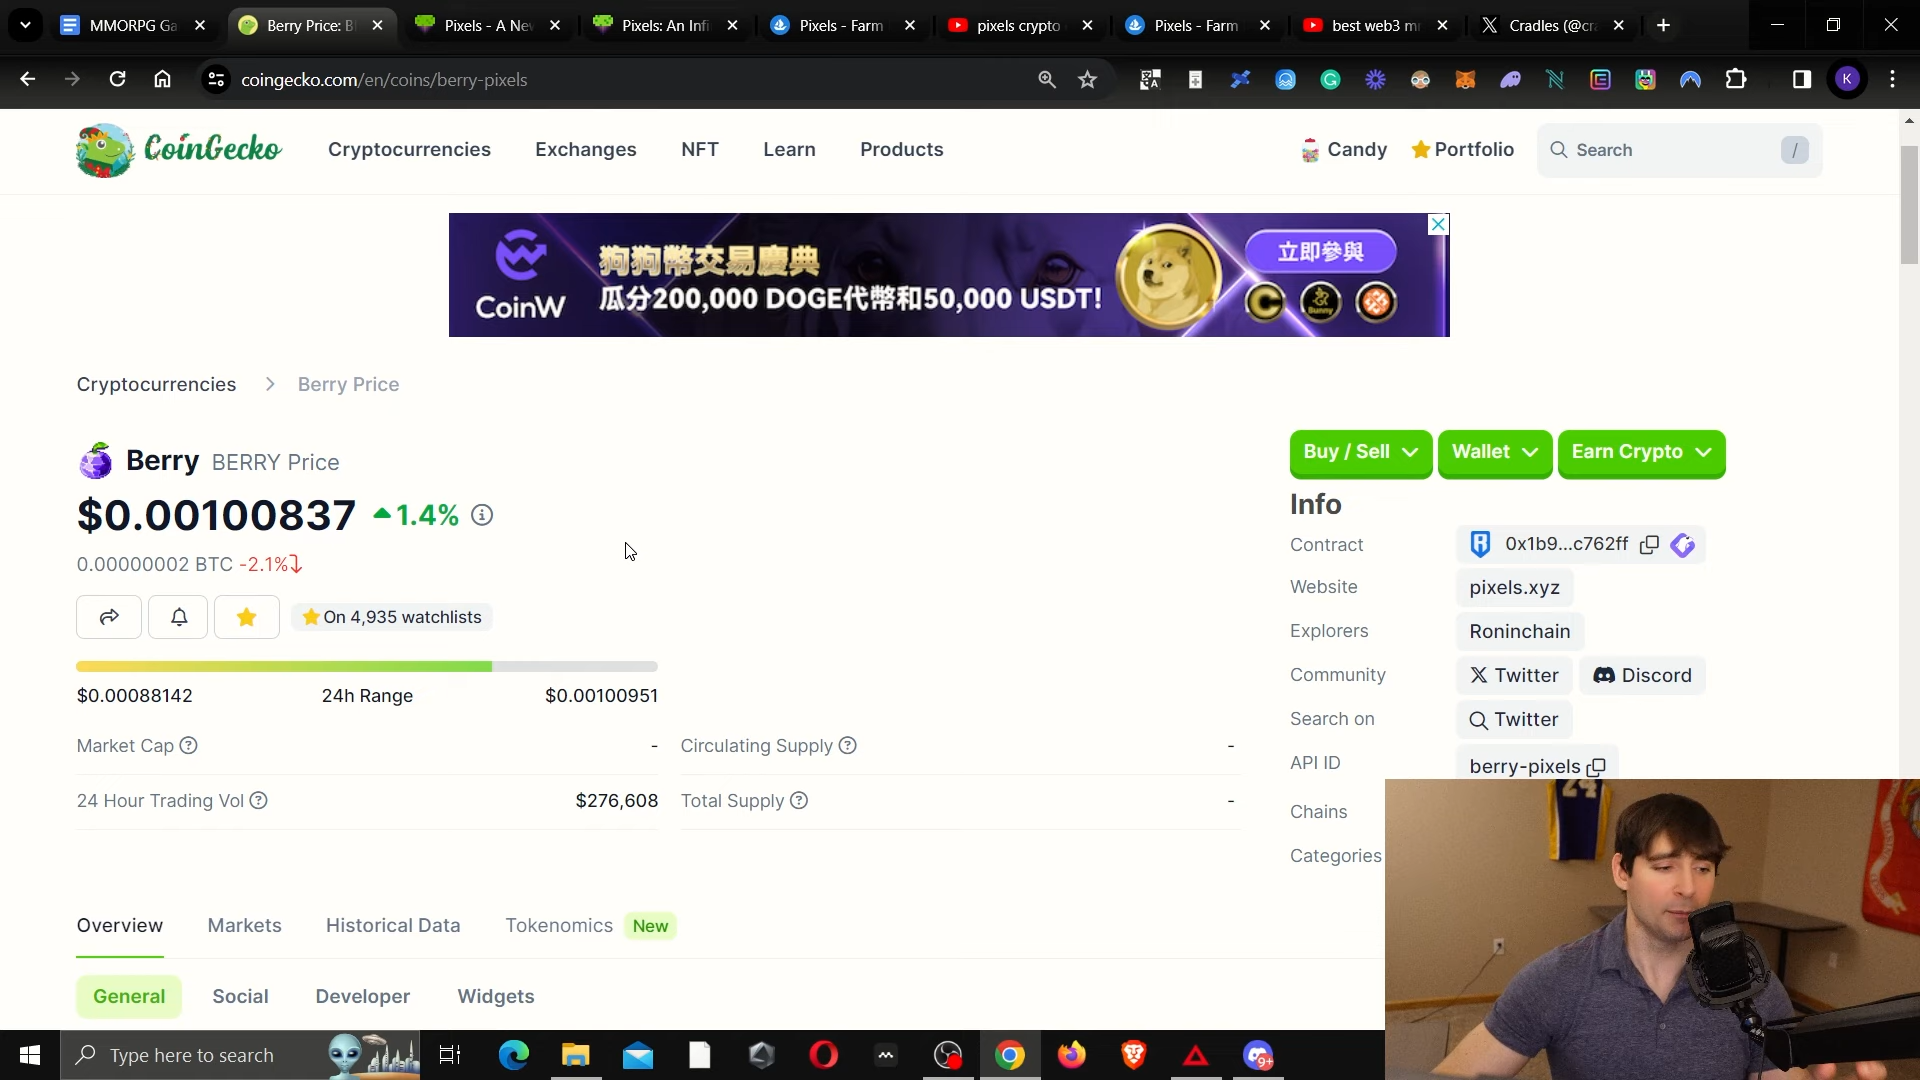 MMORPG Ga
Berry Price: B
Pixels - A Ne
Pixels: An Infi
Pixels - Farm
pixels crypto
Pixels - Farm
best web3 m
Cradles (@cra
coingecko.com/en/coins/berry-pixels
K
CoinGecko
Cryptocurrencies
Exchanges
NFT
Learn
Products
Candy
Portfolio
Search
/
CoinW
狗狗幣交易慶典
瓜分200,000 DOGE代幣和50,000 USDT!
立即參與
Bunny
Cryptocurrencies > Berry Price
Berry BERRY Price
$0.00100837 1.4%
0.00000002 BTC -2.1%
On 4,935 watchlists
$0.00088142 24h Range $0.00100951
Market Cap -
Circulating Supply -
24 Hour Trading Vol $276,608
Total Supply -
Buy / Sell
Wallet
Earn Crypto
Info
Contract 0x1b9...c762ff
Website pixels.xyz
Explorers Roninchain
Community Twitter Discord
Search on Twitter
API ID berry-pixels
Chains
Categories
Overview
Markets
Historical Data
Tokenomics New
General
Social
Developer
Widgets
24
Type here to search
9+